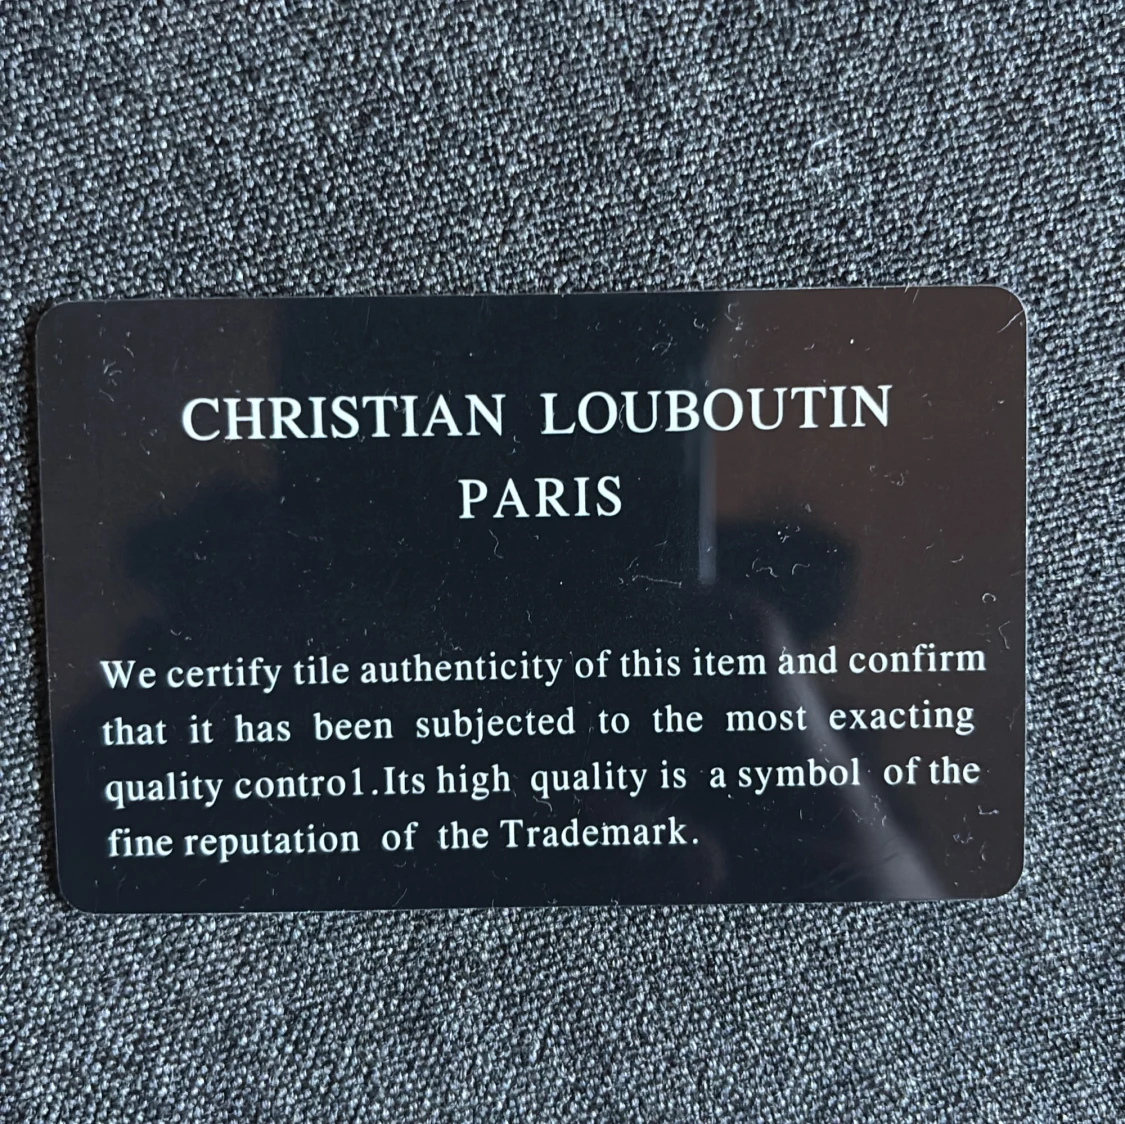 CHRISTIAN LOUBOUTIN
PARIS
We certify tile authenticity of this item and confirm
that it has been subjected to the most exacting
quality contro1.Its high quality is a symbol of the
fine reputation of the Trademark.